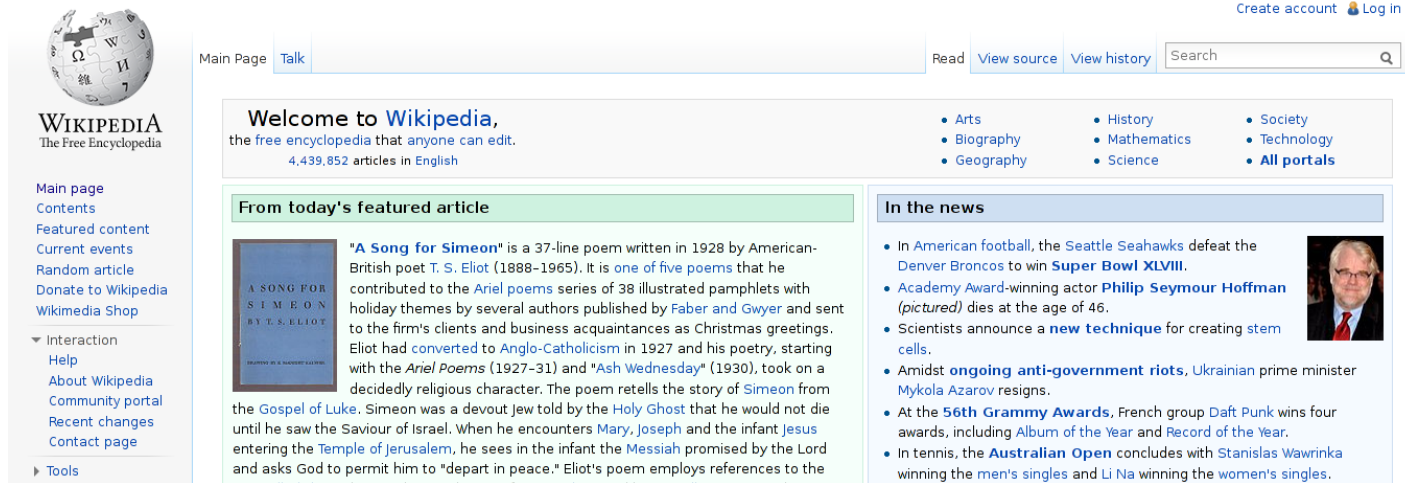 Create account Log in
WIKIPEDIA
The Free Encyclopedia
Main Page Talk
Read View source View history Search
Main page
Contents
Featured content
Current events
Random article
Donate to Wikipedia
Wikimedia Shop
Interaction
Help
About Wikipedia
Community portal
Recent changes
Contact page
Tools
Welcome to Wikipedia,
the free encyclopedia that anyone can edit.
4,439,852 articles in English
Arts
Biography
Geography
History
Mathematics
Science
Society
Technology
All portals
From today's featured article
A SONG FOR
SIMEON
BY T. S. ELIOT
"A Song for Simeon" is a 37-line poem written in 1928 by American-
British poet T. S. Eliot (1888–1965). It is one of five poems that he
contributed to the Ariel poems series of 38 illustrated pamphlets with
holiday themes by several authors published by Faber and Gwyer and sent
to the firm's clients and business acquaintances as Christmas greetings.
Eliot had converted to Anglo-Catholicism in 1927 and his poetry, starting
with the Ariel Poems (1927–31) and "Ash Wednesday" (1930), took on a
decidedly religious character. The poem retells the story of Simeon from
the Gospel of Luke. Simeon was a devout Jew told by the Holy Ghost that he would not die
until he saw the Saviour of Israel. When he encounters Mary, Joseph and the infant Jesus
entering the Temple of Jerusalem, he sees in the infant the Messiah promised by the Lord
and asks God to permit him to "depart in peace." Eliot's poem employs references to the
In the news
In American football, the Seattle Seahawks defeat the
Denver Broncos to win Super Bowl XLVIII.
Academy Award-winning actor Philip Seymour Hoffman
(pictured) dies at the age of 46.
Scientists announce a new technique for creating stem
cells.
Amidst ongoing anti-government riots, Ukrainian prime minister
Mykola Azarov resigns.
At the 56th Grammy Awards, French group Daft Punk wins four
awards, including Album of the Year and Record of the Year.
In tennis, the Australian Open concludes with Stanislas Wawrinka
winning the men's singles and Li Na winning the women's singles.